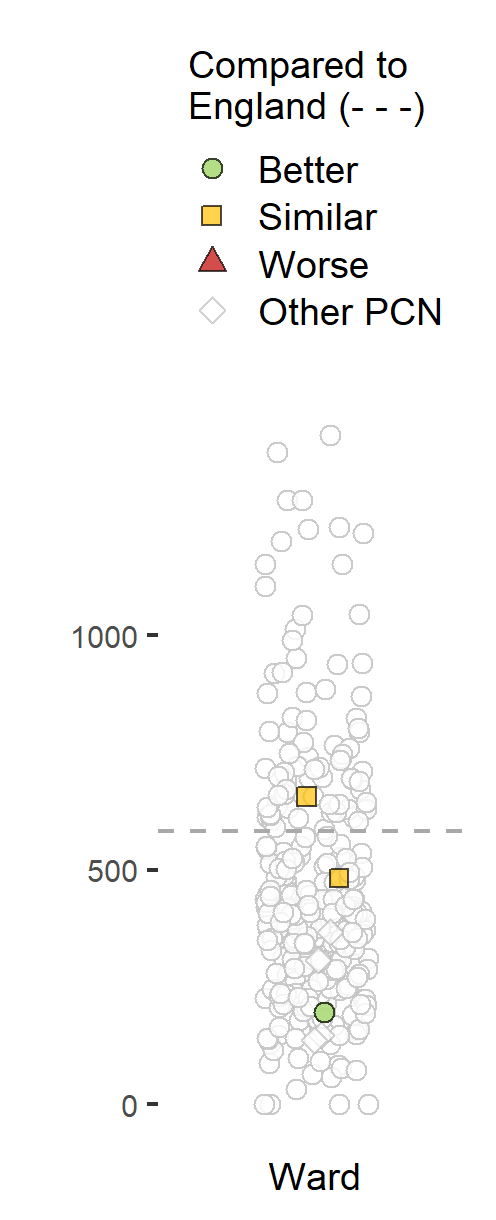 Compared to
England (- - -)
Better
Similar
Worse
Other PCN
1000
500
0
Ward